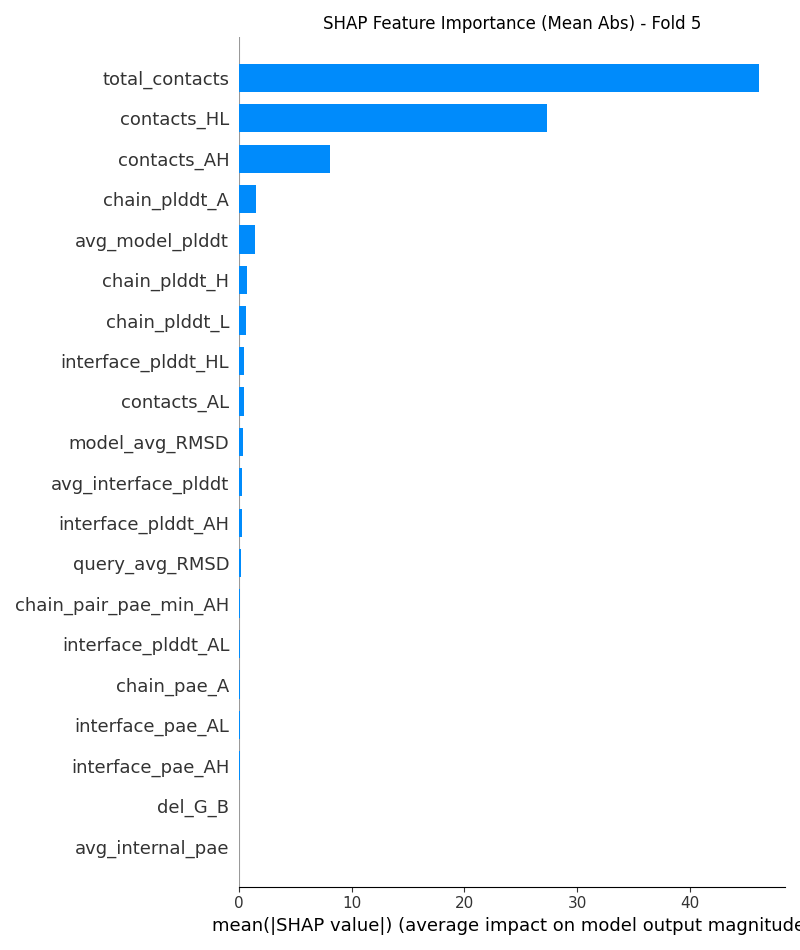 SHAP Feature Importance (Mean Abs) - Fold 5
total_contacts
contacts_HL
contacts_AH
chain_plddt_A
avg_model_plddt
chain_plddt_H
chain_plddt_L
interface_plddt_HL
contacts_AL
model_avg_RMSD
avg_interface_plddt
interface_plddt_AH
query_avg_RMSD
chain_pair_pae_min_AH
interface_plddt_AL
chain_pae_A
interface_pae_AL
interface_pae_AH
del_G_B
avg_internal_pae
0 10 20 30 40
mean(|SHAP value|) (average impact on model output magnitude